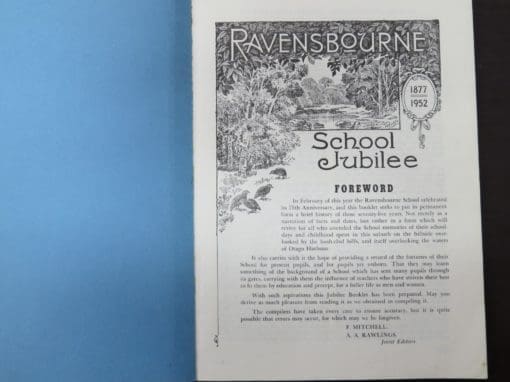 RAVENSBOURNE
1877
1952
School
Jubilee
FOREWORD
In February of this year the Ravensbourne School celebrated
its 75th Anniversary, and this booklet seeks to put in permanent
form a brief history of those seventy-five years. Not merely as a
narration of facts and dates, but rather in a form which will
revive for all who attended the School memories of their school
days and childhood spent in this suburb on the hillside over-
looked by the bush-clad hills, and itself overlooking the waters
of Otago Harbour.
It also carries with it the hope of providing a record of the fortunes of their
School for present pupils, and for pupils yet unborn. That they may learn
something of the background of a School which has sent many pupils through
its gates, carrying with them the influence of teachers who have striven their best
to fit them by education and precept, for a fuller life as men and women.
With such aspirations this Jubilee Booklet has been prepared. May you
derive as much pleasure from reading it as we obtained in compiling it.
The compilers have taken every care to ensure accuracy, but it is quite
possible that errors may occur, for which may we be forgiven.
F. MITCHELL.
A. A. RAWLINGS.
Joint Editors